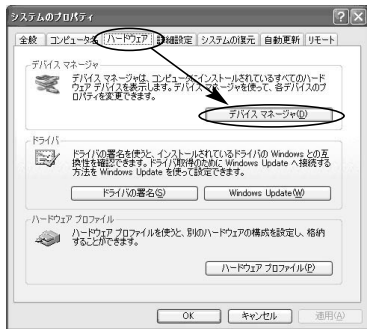 システムのプロパティ
全般 コンピュータ名 ハードウェア 詳細設定 システムの復元 自動更新 リモート
デバイス マネージャ
デバイス マネージャは、コンピュータにインストールされているすべてのハード
ウェア デバイスを表示します。デバイス マネージャを使って、各デバイスのプ
ロパティを変更できます。
デバイス マネージャ(D)
ドライバ
ドライバの署名を使うと、インストールされているドライバの Windows との互
換性を確認できます。ドライバ取得のために Windows Update へ接続する
方法を Windows Update を使って設定できます。
ドライバの署名(S) Windows Update(W)
ハードウェア プロファイル
ハードウェア プロファイルを使うと、別のハードウェアの構成を設定し、格納
することができます。
ハードウェア プロファイル(P)
OK キャンセル 適用(A)